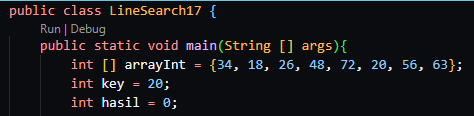 public class LineSearch17 {
Run | Debug
public static void main(String [] args){
int [] arrayInt = {34, 18, 26, 48, 72, 20, 56, 63};
int key = 20;
int hasil = 0;